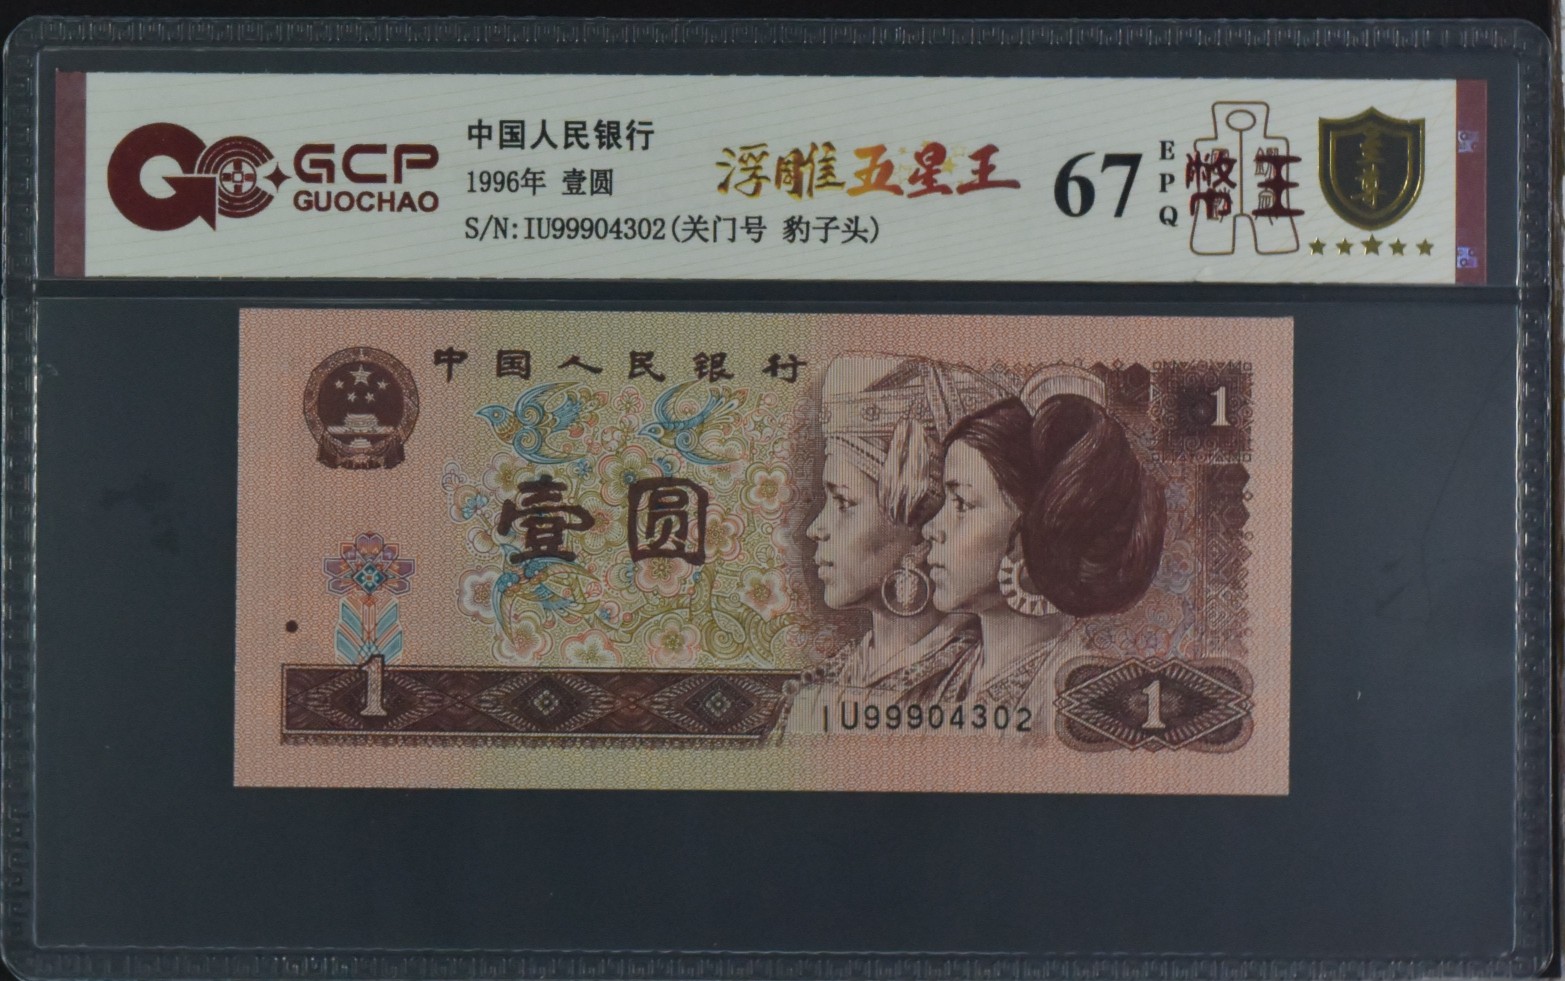 GCP
GUOCHAO
中国人民银行
1996年 壹圆
S/N:IU99904302(关门号 豹子头)
浮雕五星王
67
EPQ
至尊
中国人民银行
1
壹圆
1
IU99904302
1